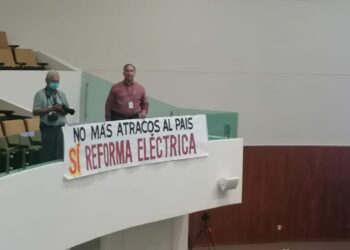 NO MÁS ATRACOS AL PAIS
SÍ REFORMA ELÉCTRICA